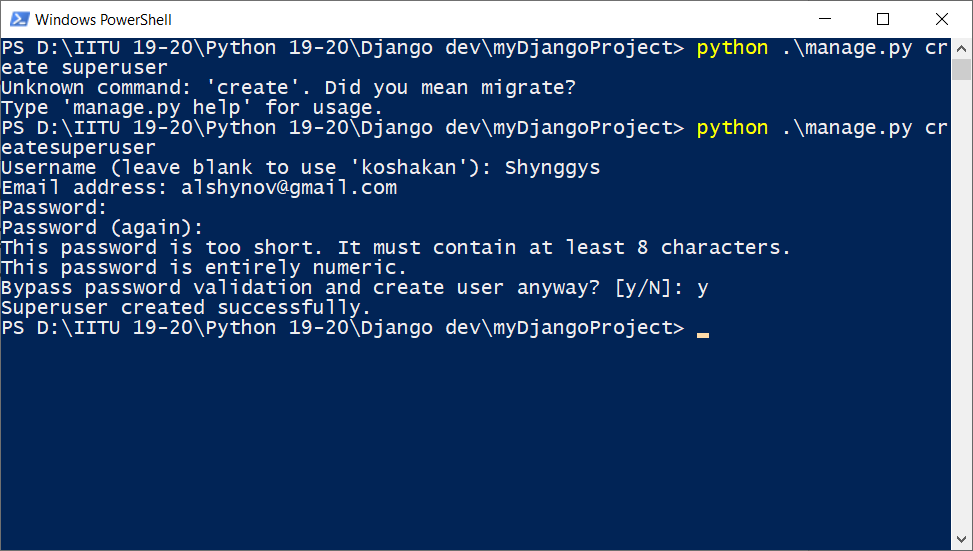 Windows PowerShell
PS D:\IITU 19-20\Python 19-20\Django dev\myDjangoProject> python .\manage.py cr
eate superuser
Unknown command: 'create'. Did you mean migrate?
Type 'manage.py help' for usage.
PS D:\IITU 19-20\Python 19-20\Django dev\myDjangoProject> python .\manage.py cr
eatesuperuser
Username (leave blank to use 'koshakan'): Shynggys
Email address: alshynov@gmail.com
Password:
Password (again):
This password is too short. It must contain at least 8 characters.
This password is entirely numeric.
Bypass password validation and create user anyway? [y/N]: y
Superuser created successfully.
PS D:\IITU 19-20\Python 19-20\Django dev\myDjangoProject>